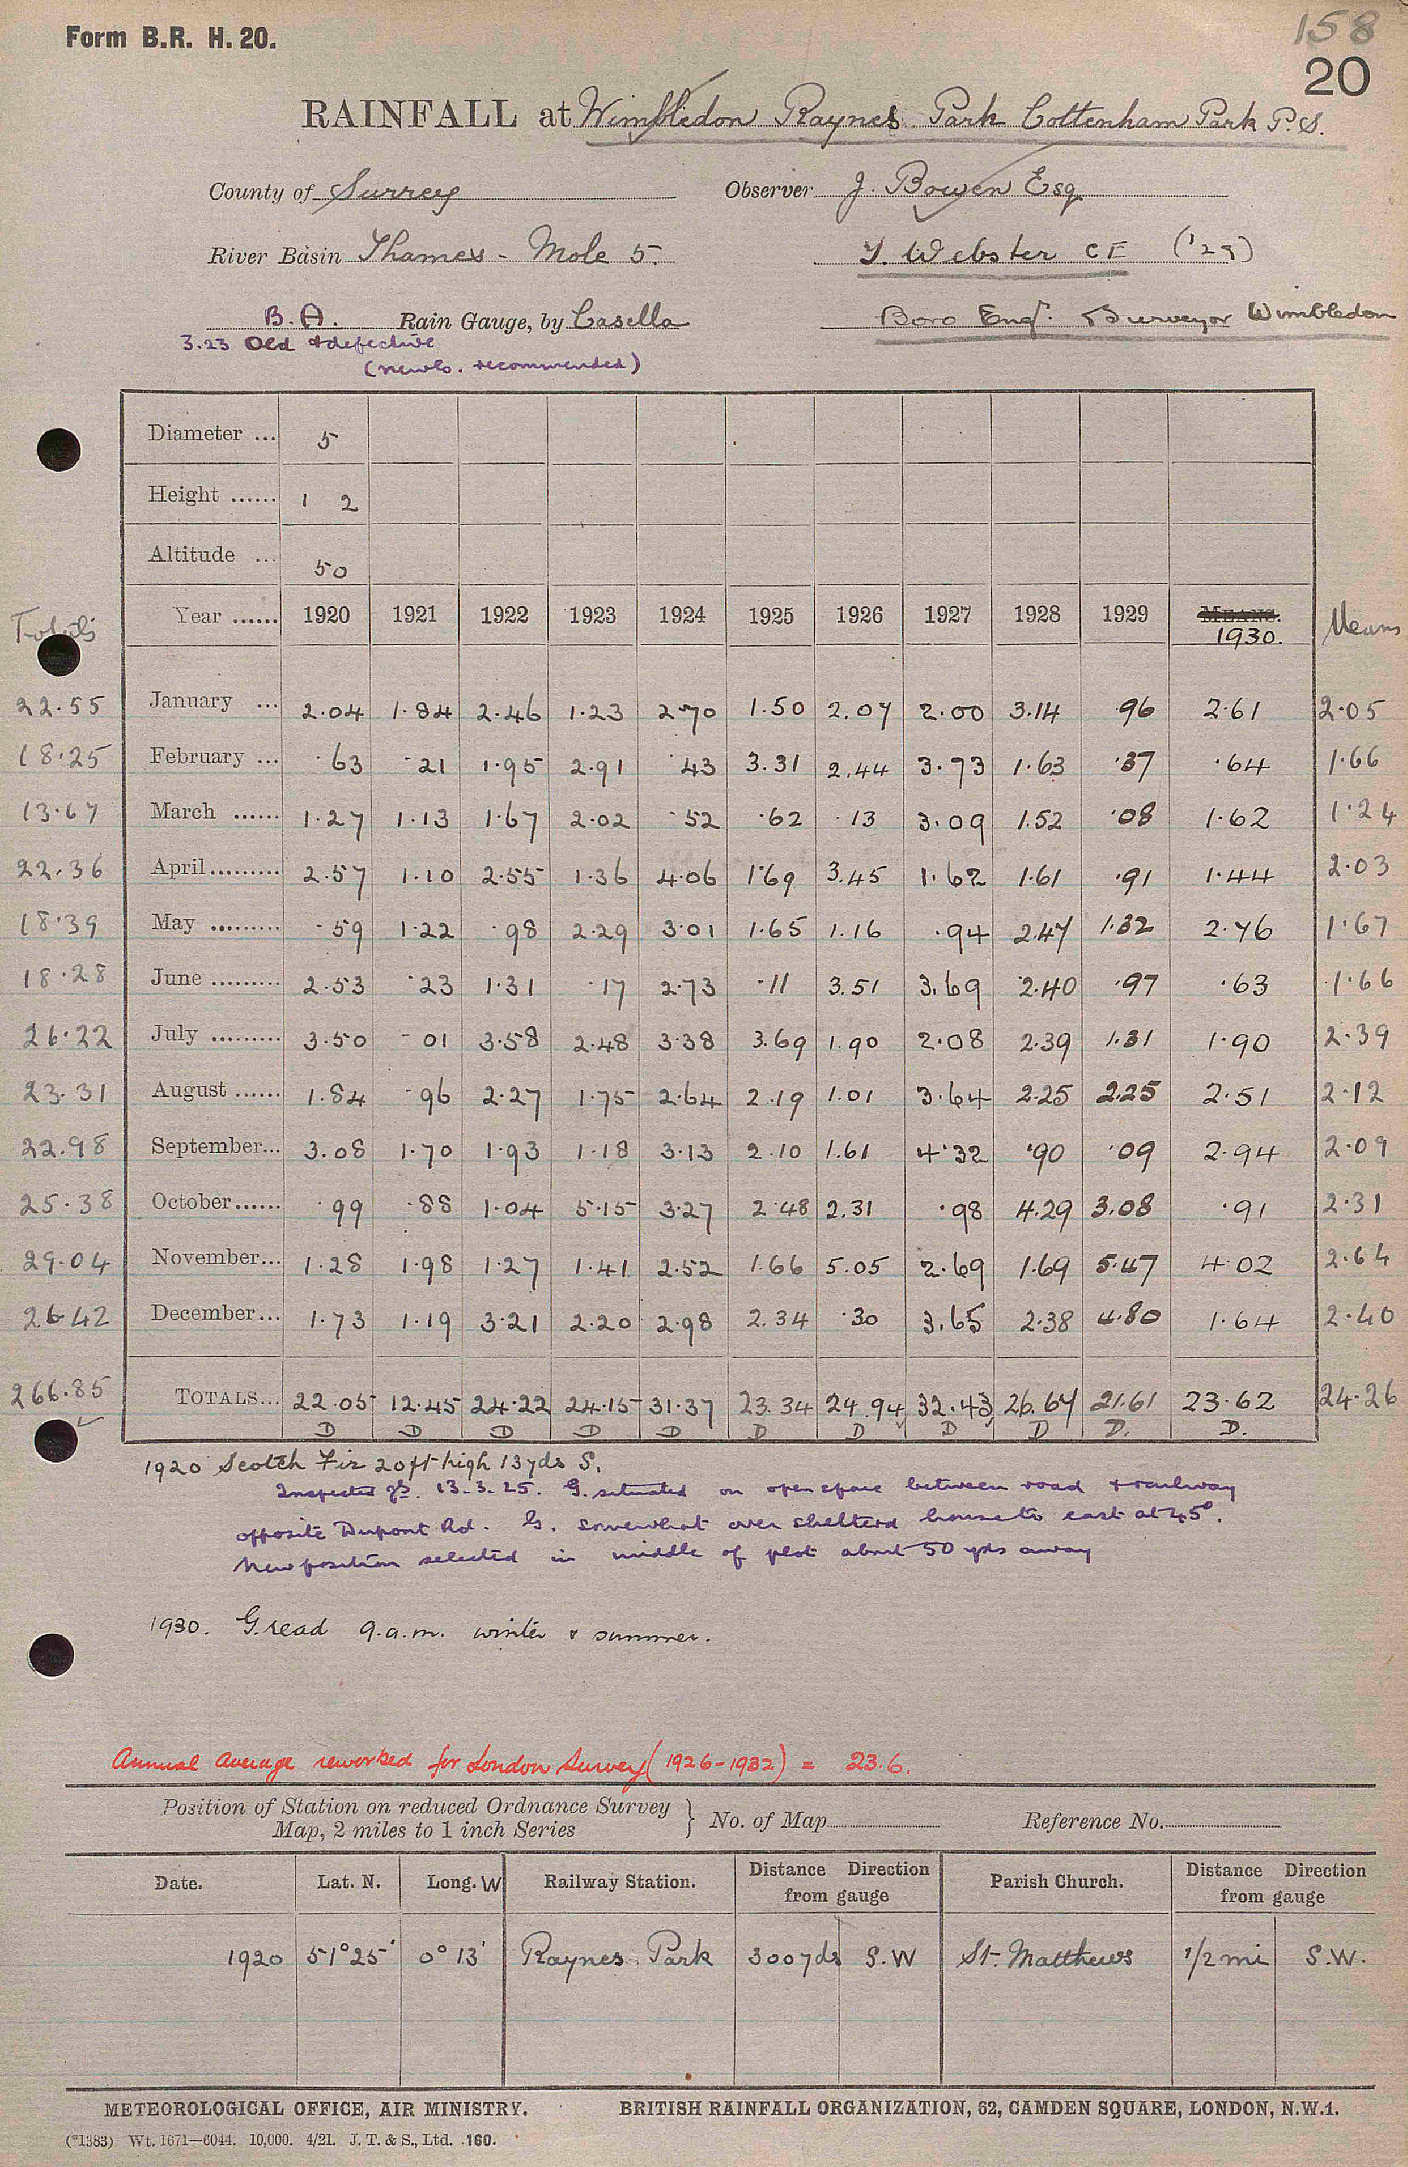 Form B.R. H. 20.
158
20
RAINFALL at Wimbledon Raynes Park Cottenham Park P.S.
County of Surrey Observer J. Bowen Esq
River Basin Thames - Mole 5. Webster CE ('28)
B.A. Rain Gauge, by Casella Boro Engr. & Surveyor Wimbledon
3.23 Old & defective
(new one recommended)
Diameter ... 5
Height ...... 1 2
Altitude ... 50
Totals Year ...... 1920 1921 1922 1923 1924 1925 1926 1927 1928 1929 MEANS. 1930. Means
22.55 January ... 2.04 1.84 2.46 1.23 2.70 1.50 2.07 2.00 3.14 .96 2.61 2.05
18.25 February ... .63 .21 1.95 2.91 .43 3.31 2.44 3.73 1.63 .37 .64 1.66
13.67 March ...... 1.27 1.13 1.67 2.02 .52 .62 .13 3.09 1.52 .08 1.62 1.24
22.36 April ......... 2.57 1.10 2.55 1.36 4.06 1.69 3.45 1.62 1.61 .91 1.44 2.03
18.39 May ......... .59 1.22 .98 2.29 3.01 1.65 1.16 .94 2.47 1.32 2.76 1.67
18.28 June ......... 2.53 .23 1.31 .17 2.73 .11 3.51 3.69 2.40 .97 .63 1.66
26.22 July ......... 3.50 .01 3.58 2.48 3.38 3.69 1.90 2.08 2.39 1.31 1.90 2.39
23.31 August ...... 1.84 .96 2.27 1.75 2.64 2.19 1.01 3.64 2.25 2.25 2.51 2.12
22.98 September... 3.08 1.70 1.93 1.18 3.13 2.10 1.61 4.32 .90 .09 2.94 2.09
25.38 October...... .99 .88 1.04 5.15 3.27 2.48 2.31 .98 4.29 3.08 .91 2.31
29.04 November... 1.28 1.98 1.27 1.41 2.52 1.66 5.05 2.69 1.69 5.47 4.02 2.64
26.42 December... 1.73 1.19 3.21 2.20 2.98 2.34 .30 3.65 2.38 4.80 1.64 2.40
266.85 TOTALS... 22.05 12.45 24.22 24.15 31.37 23.34 24.94 32.43 26.67 21.61 23.62 24.26
D D D D D D D D D D. D.
1920 Scotch Fir 20ft high 13yds S.
Inspected 13.3.25. G. situated on open space between road & railway
opposite Dupont Rd. G. somewhat over sheltered house to east at 45°.
New position selected in middle of plot about 50 yds away
1930. G. read 9.a.m. winter & summer.
Annual Average reworked for London Survey (1926-1932) = 23.6.
Position of Station on reduced Ordnance Survey Map, 2 miles to 1 inch Series } No. of Map Reference No.
Date. Lat. N. Long. W Railway Station. Distance Direction from gauge Parish Church. Distance Direction from gauge
1920 51°25' 0° 13' Raynes Park 300yds S.W St. Matthews 1/2 mi S.W.
METEOROLOGICAL OFFICE, AIR MINISTRY. BRITISH RAINFALL ORGANIZATION, 62, CAMDEN SQUARE, LONDON, N.W.1.
(*1383) Wt. 1671—6044. 10,000. 4/21. J. T. & S., Ltd. .160.